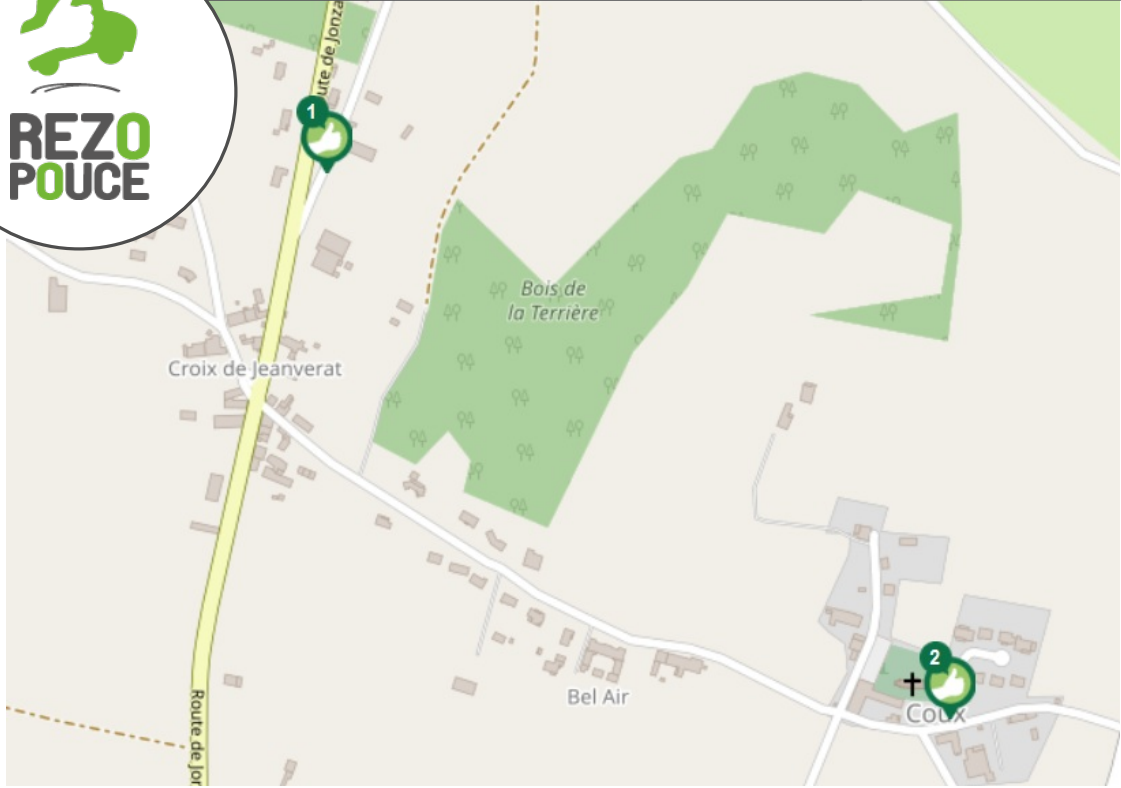 REZO
POUCE
ute de Jonza
1
Bois de
la Terrière
Croix de Jeanverat
2
Bel Air
Coux
Route de Jon